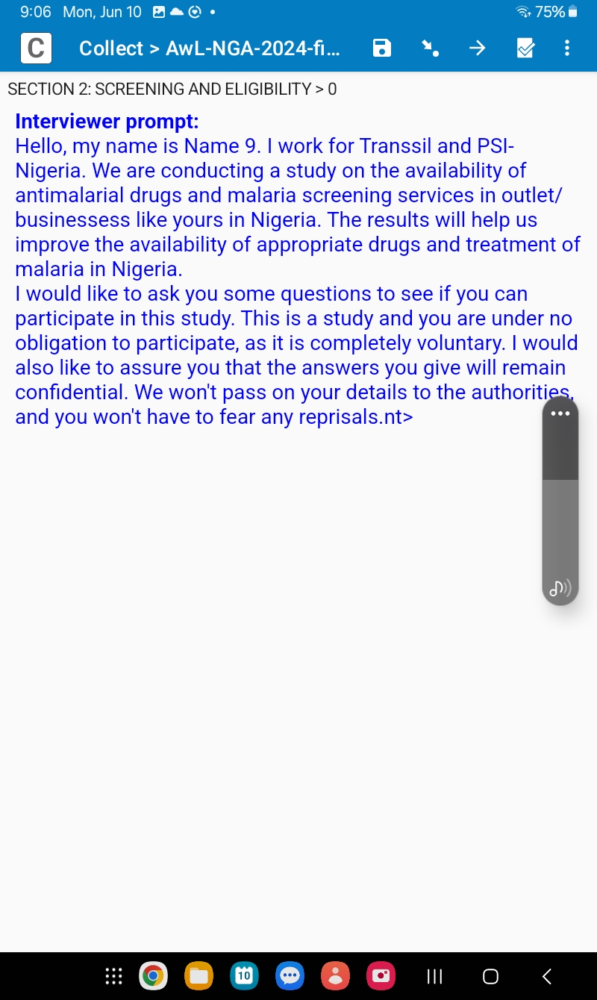 9:06 Mon, Jun 10 75%
C Collect > AwL-NGA-2024-fi...
SECTION 2: SCREENING AND ELIGIBILITY > 0
Interviewer prompt:
Hello, my name is Name 9. I work for Transsil and PSI-
Nigeria. We are conducting a study on the availability of
antimalarial drugs and malaria screening services in outlet/
businessess like yours in Nigeria. The results will help us
improve the availability of appropriate drugs and treatment of
malaria in Nigeria.
I would like to ask you some questions to see if you can
participate in this study. This is a study and you are under no
obligation to participate, as it is completely voluntary. I would
also like to assure you that the answers you give will remain
confidential. We won't pass on your details to the authorities,
and you won't have to fear any reprisals.nt>
10